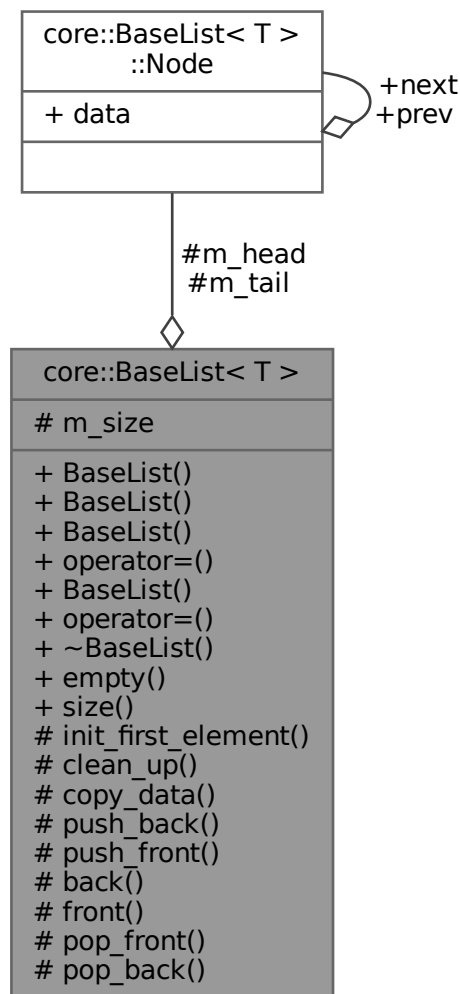 core::BaseList< T >
::Node
+ data
+next
+prev
#m_head
#m_tail
core::BaseList< T >
# m_size
+ BaseList()
+ BaseList()
+ BaseList()
+ operator=()
+ BaseList()
+ operator=()
+ ~BaseList()
+ empty()
+ size()
# init_first_element()
# clean_up()
# copy_data()
# push_back()
# push_front()
# back()
# front()
# pop_front()
# pop_back()